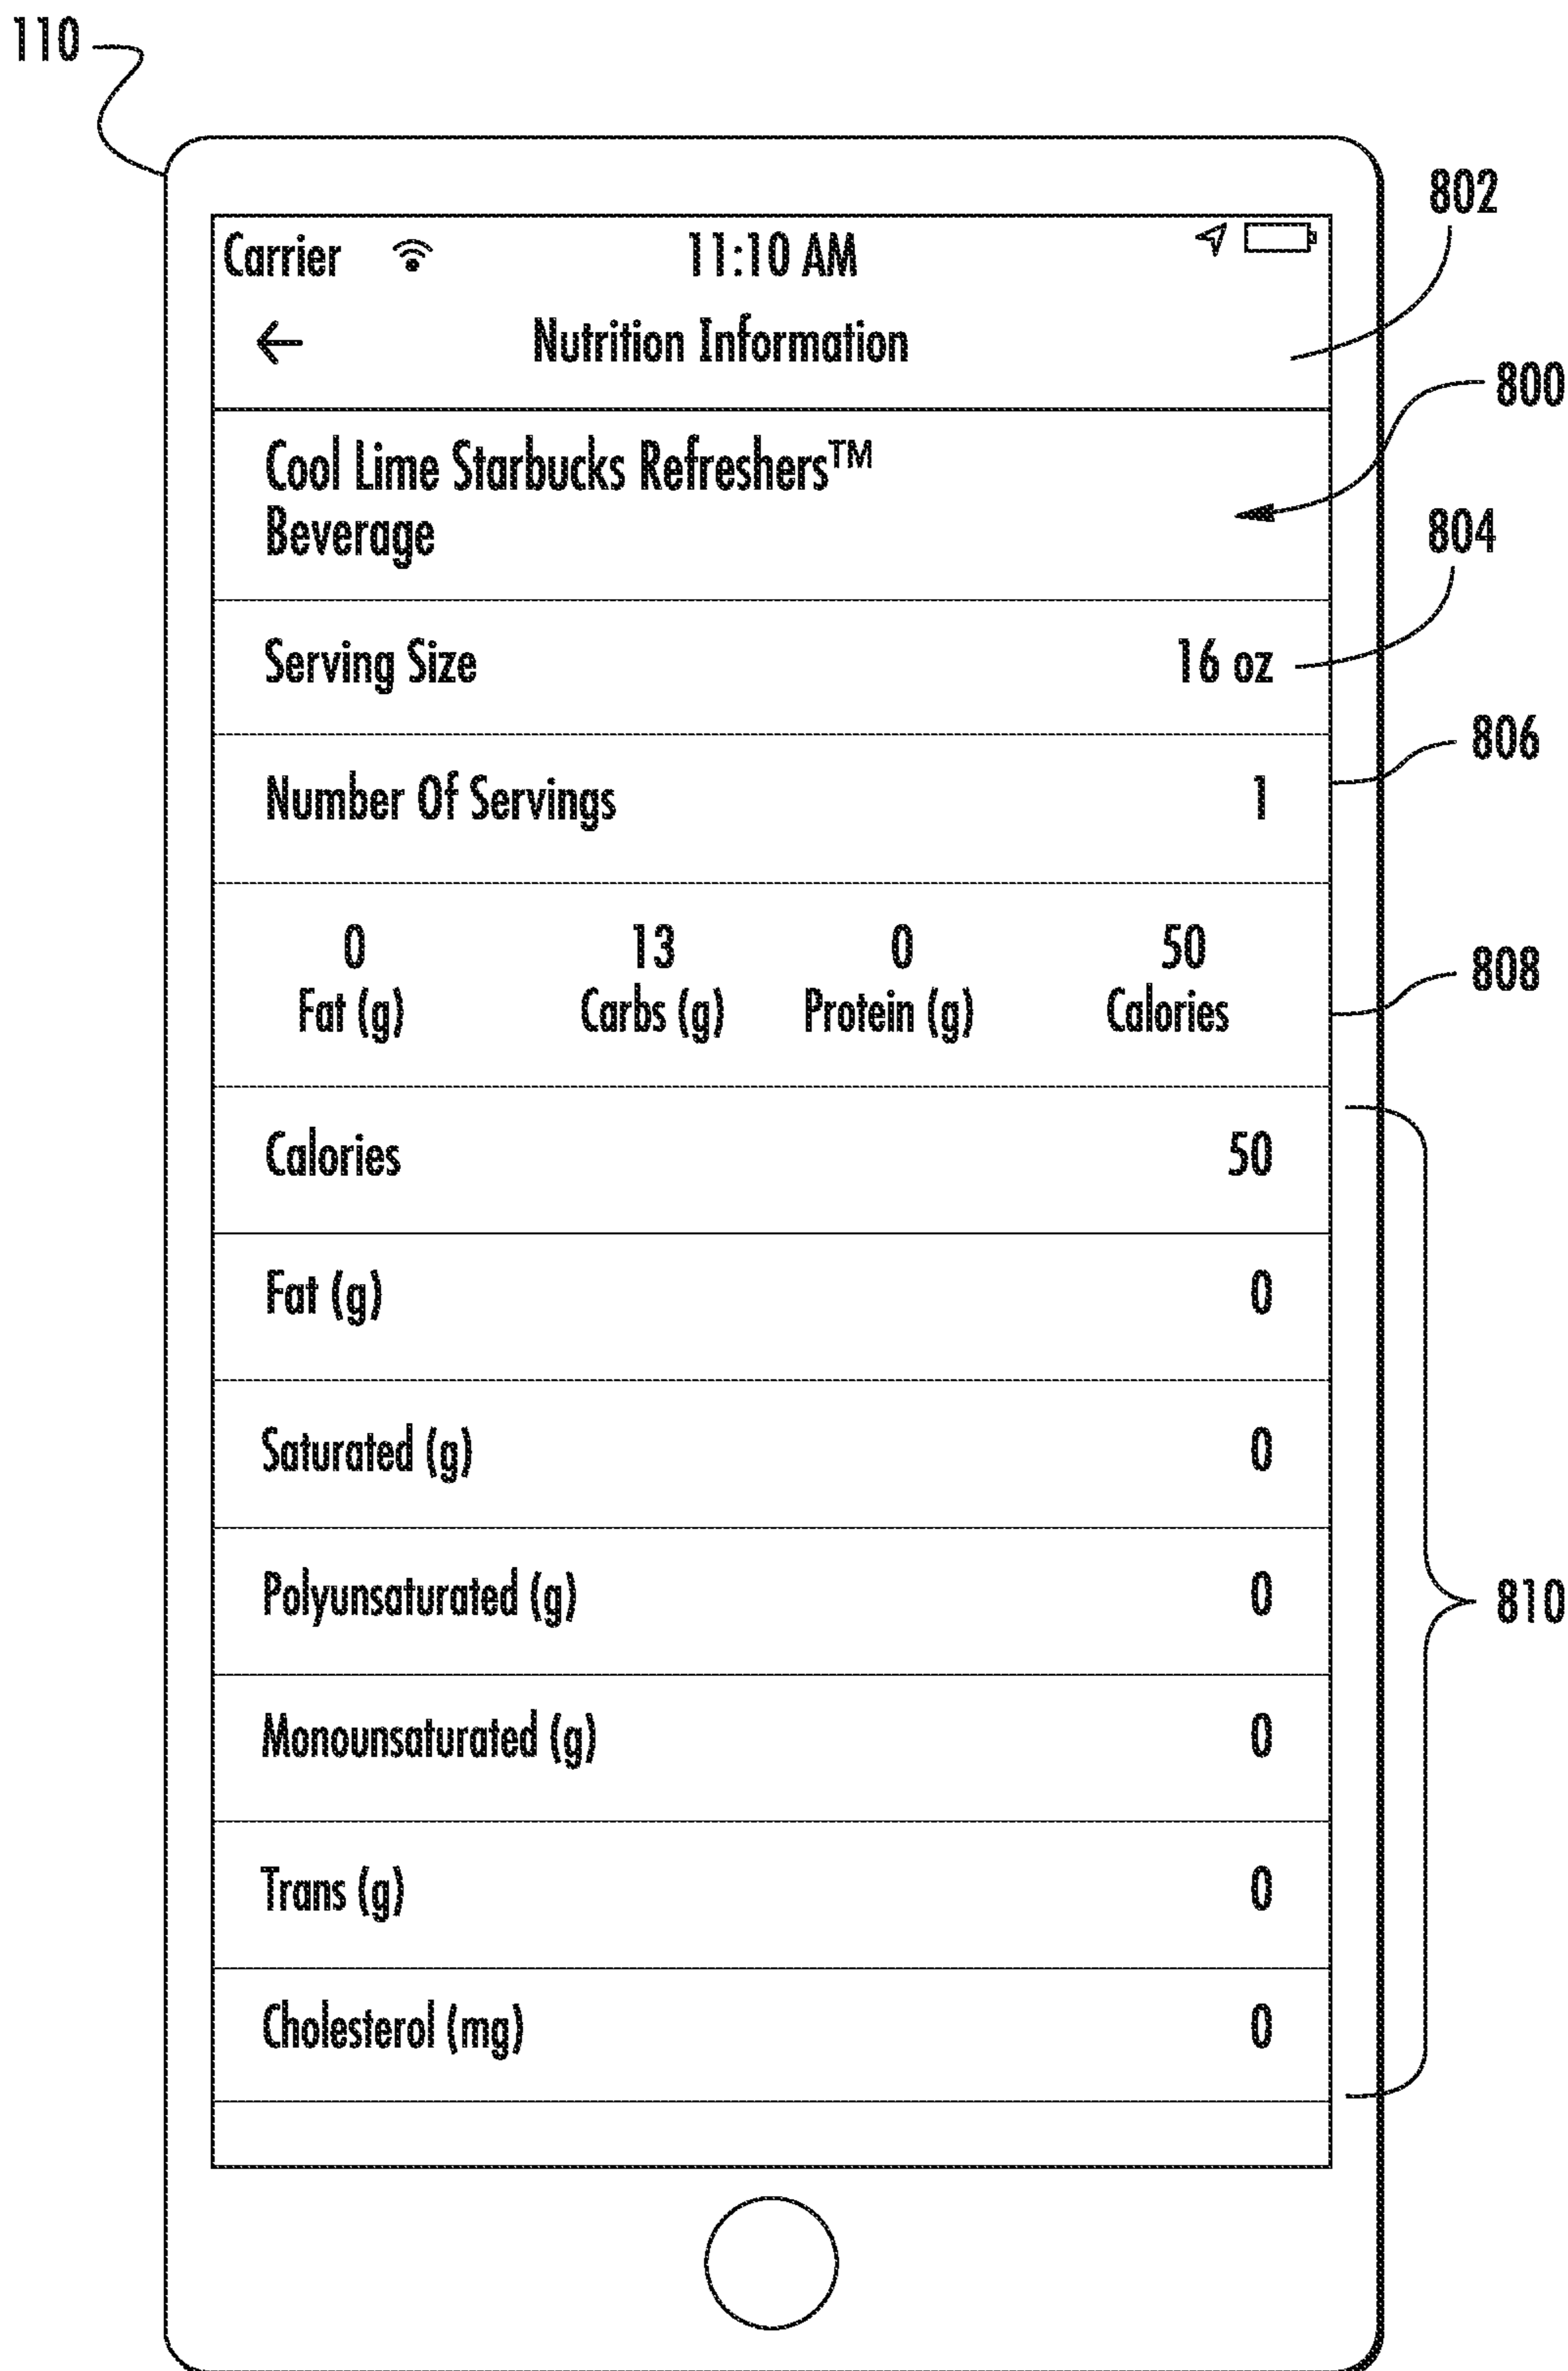 110
802
Carrier 11:10 AM
Nutrition Information
800
Cool Lime Starbucks Refreshers™
Beverage
804
Serving Size 16 oz
806
Number Of Servings 1
0 13 0 50
808
Fat (g) Carbs (g) Protein (g) Calories
Calories 50
Fat (g) 0
Saturated (g) 0
Polyunsaturated (g) 0
810
Monounsaturated (g) 0
Trans (g) 0
Cholesterol (mg) 0